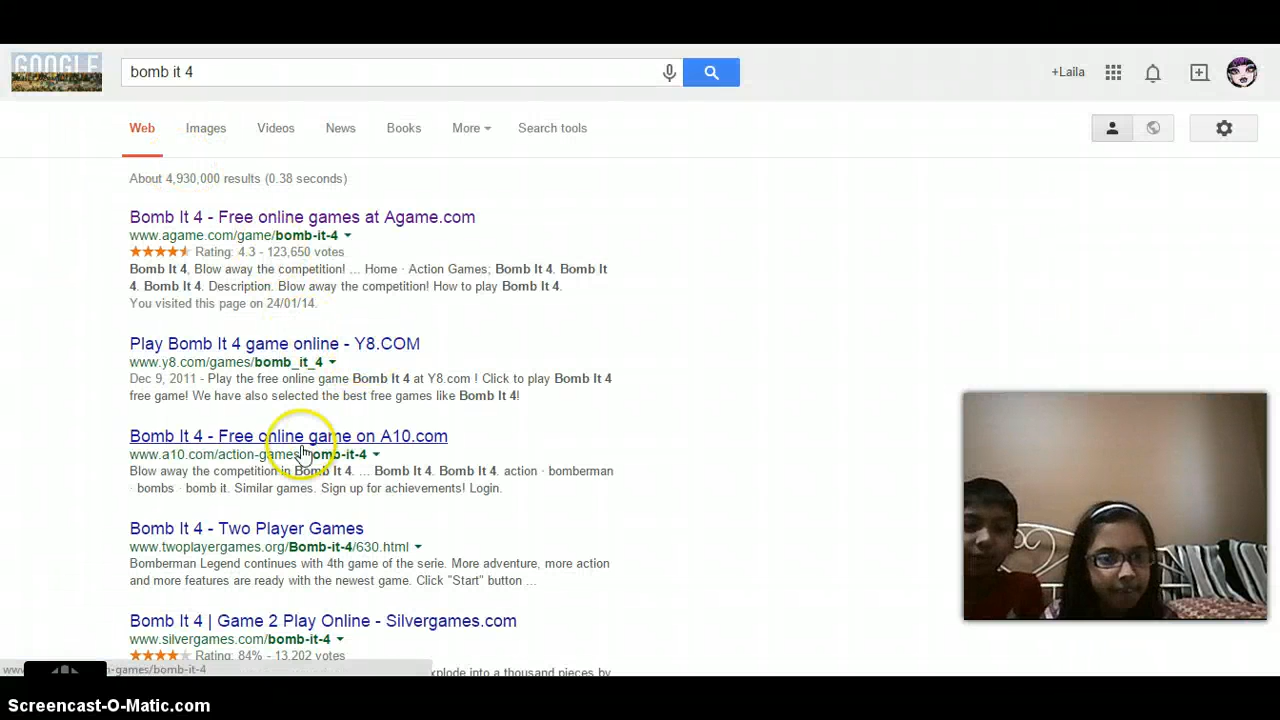 GOOGLE
bomb it 4
+Laila
Web Images Videos News Books More Search tools
About 4,930,000 results (0.38 seconds)
Bomb It 4 - Free online games at Agame.com
www.agame.com/game/bomb-it-4
Rating: 4.3 - 123,650 votes
Bomb It 4, Blow away the competition! ... Home · Action Games; Bomb It 4. Bomb It
4. Bomb It 4. Description. Blow away the competition! How to play Bomb It 4.
You visited this page on 24/01/14.
Play Bomb It 4 game online - Y8.COM
www.y8.com/games/bomb_it_4
Dec 9, 2011 - Play the free online game Bomb It 4 at Y8.com ! Click to play Bomb It 4
free game! We have also selected the best free games like Bomb It 4!
Bomb It 4 - Free online game on A10.com
www.a10.com/action-games/bomb-it-4
Blow away the competition in Bomb It 4. ... Bomb It 4. Bomb It 4. action · bomberman
· bombs · bomb it. Similar games. Sign up for achievements! Login.
Bomb It 4 - Two Player Games
www.twoplayergames.org/Bomb-it-4/630.html
Bomberman Legend continues with 4th game of the serie. More adventure, more action
and more features are ready with the newest game. Click "Start" button ...
Bomb It 4 | Game 2 Play Online - Silvergames.com
www.silvergames.com/bomb-it-4
Rating: 84% - 13,202 votes
xplode into a thousand pieces by
n-games/bomb-it-4
Screencast-O-Matic.com